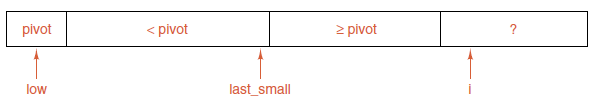 pivot < pivot ≥ pivot ?
low last_small i